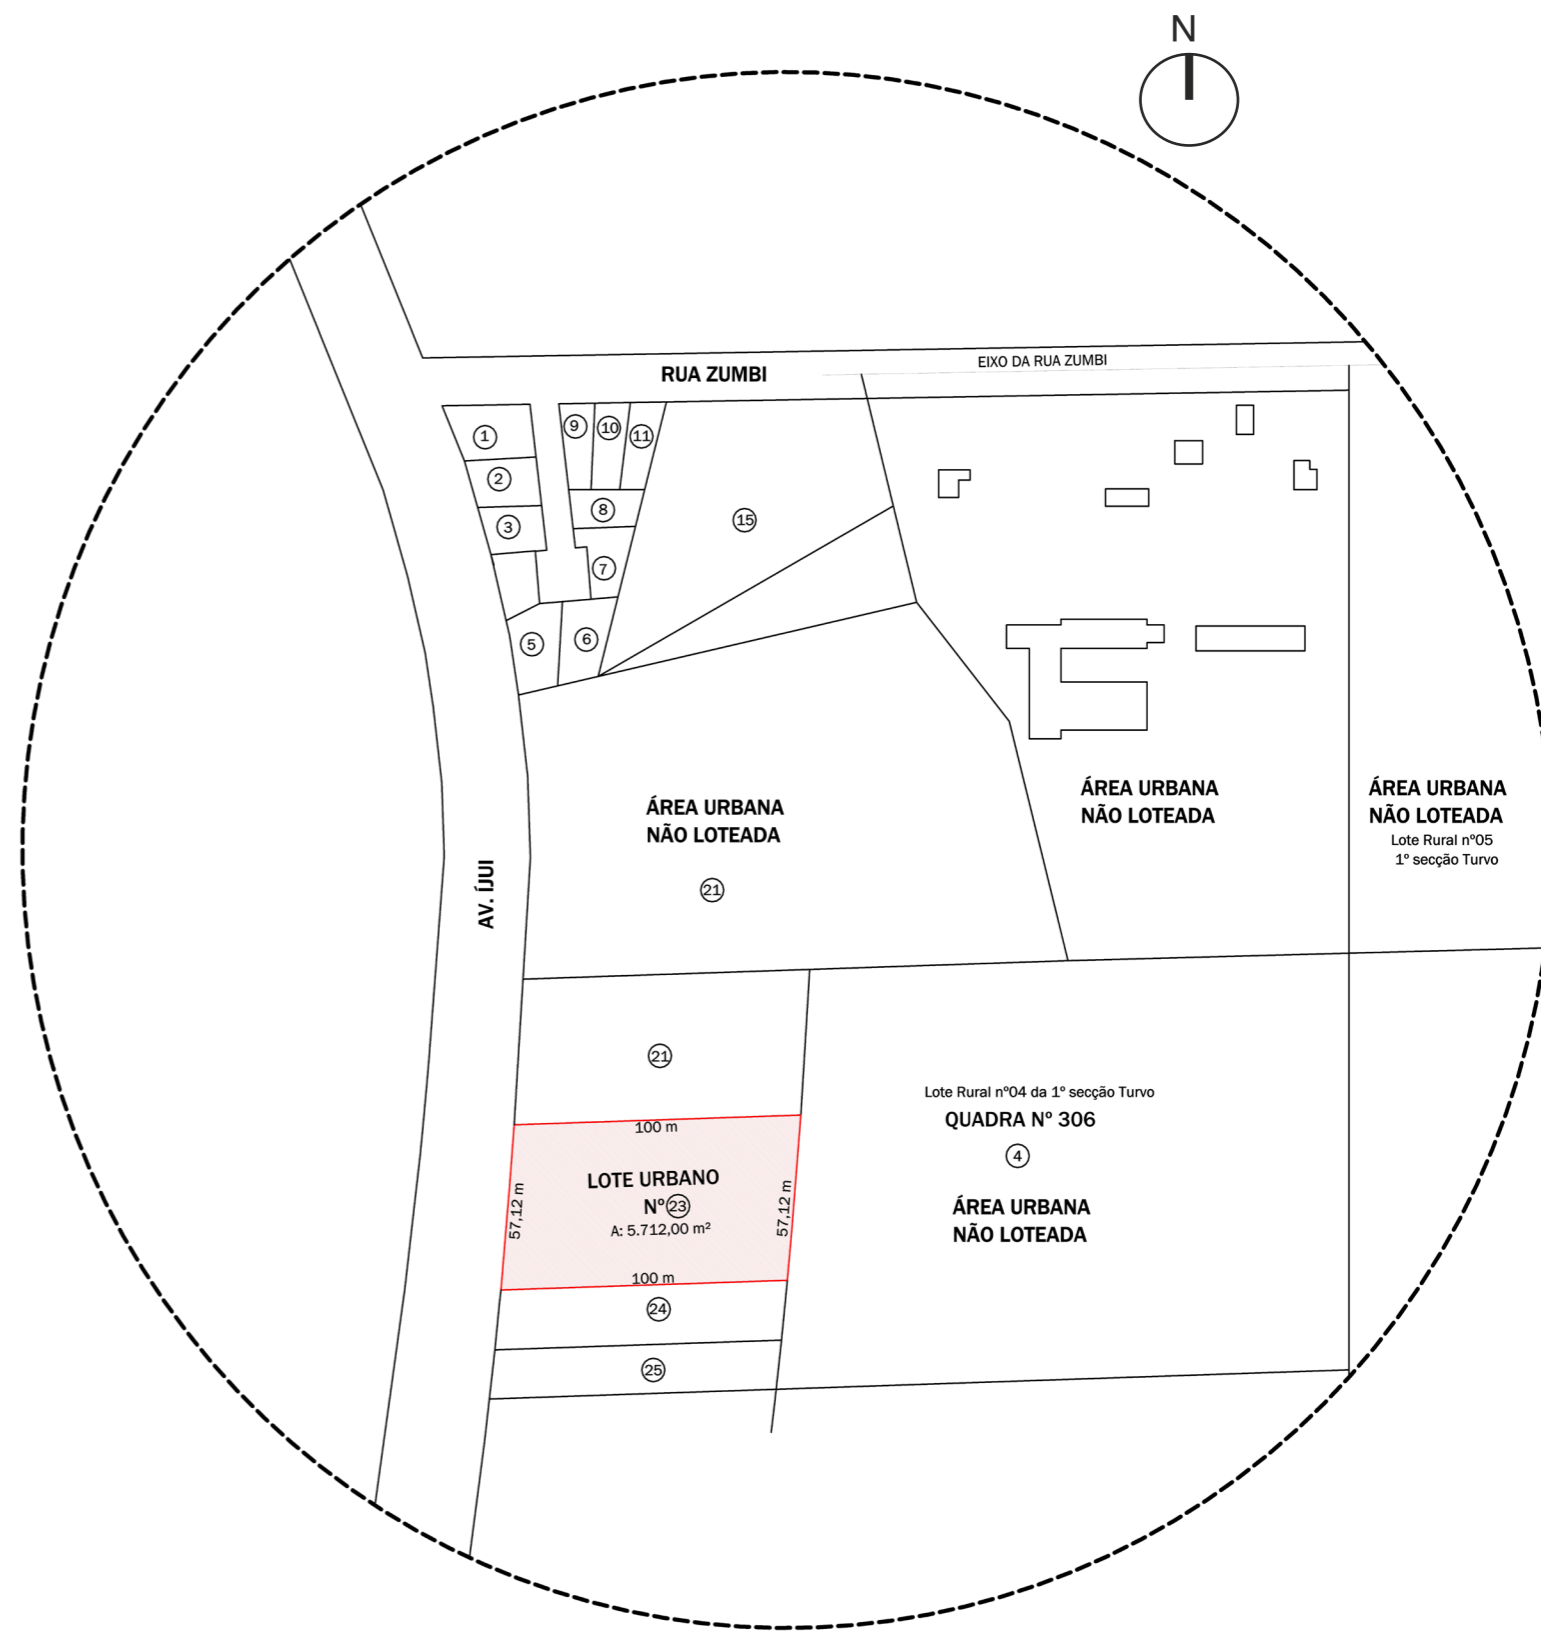 N
EIXO DA RUA ZUMBI
RUA ZUMBI
1
2
3
5
6
7
8
9
10
11
15
ÁREA URBANA
NÃO LOTEADA
21
ÁREA URBANA
NÃO LOTEADA
ÁREA URBANA
NÃO LOTEADA
Lote Rural nº05
1º secção Turvo
AV. ÍJUI
21
100 m
LOTE URBANO
Nº 23
A: 5.712,00 m²
57,12 m
57,12 m
100 m
24
25
Lote Rural nº04 da 1º secção Turvo
QUADRA Nº 306
4
ÁREA URBANA
NÃO LOTEADA